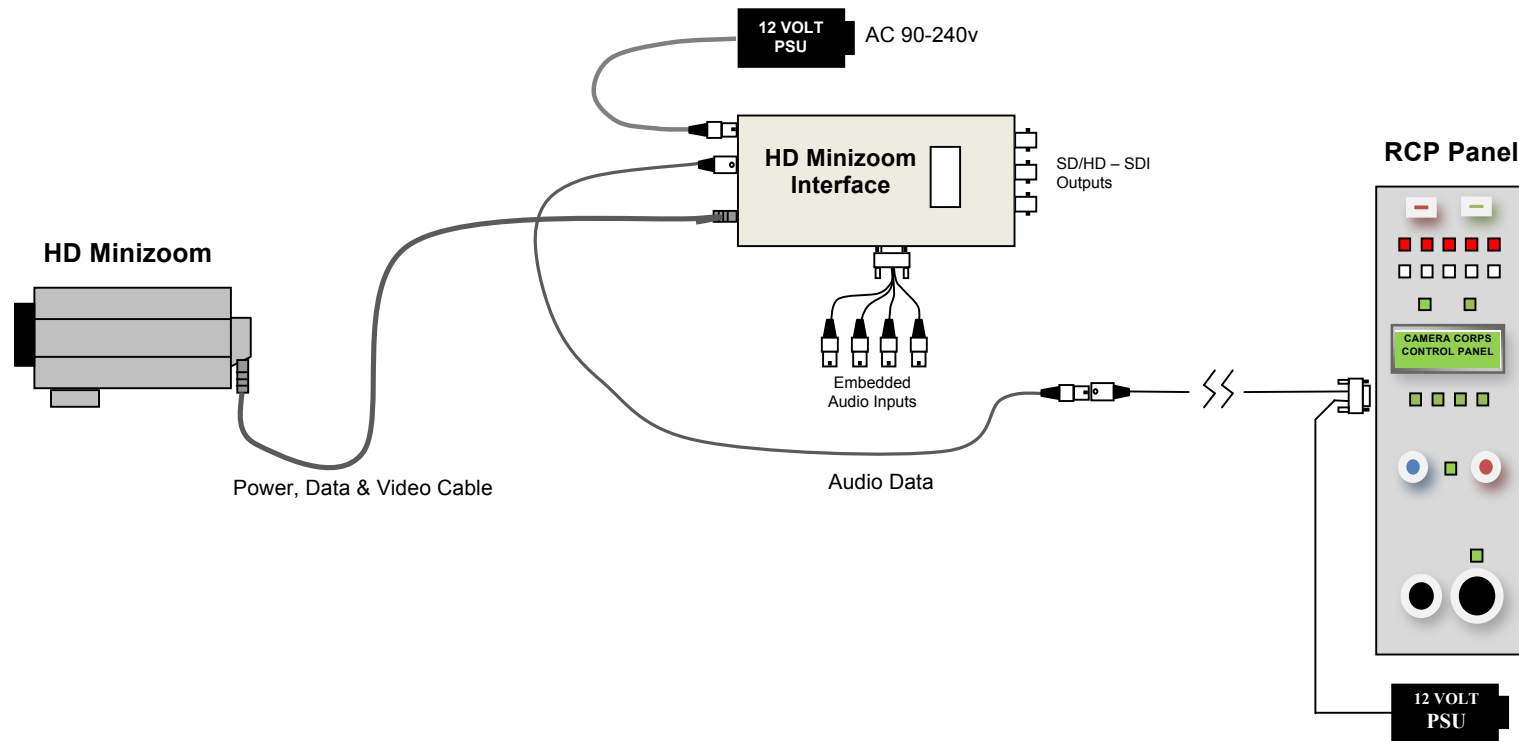 12 VOLT
PSU
AC 90-240v
HD Minizoom
Interface
SD/HD – SDI
Outputs
RCP Panel
HD Minizoom
CAMERA CORPS
CONTROL PANEL
Embedded
Audio Inputs
Power, Data & Video Cable
Audio Data
12 VOLT
PSU